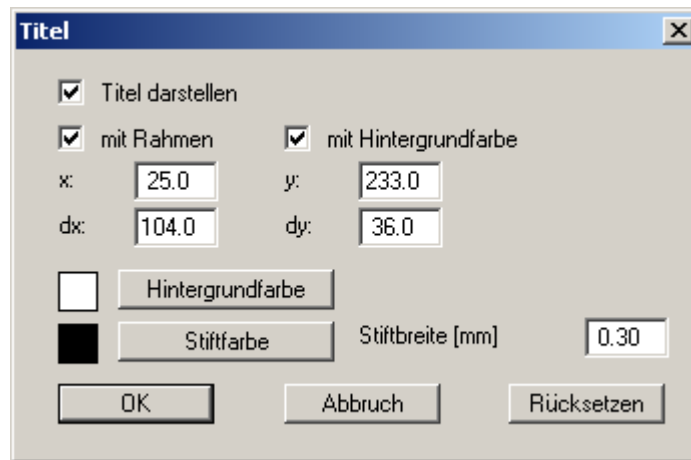 Titel
Titel darstellen
mit Rahmen mit Hintergrundfarbe
x: 25.0 y: 233.0
dx: 104.0 dy: 36.0
Hintergrundfarbe
Stiftfarbe Stiftbreite [mm] 0.30
OK Abbruch Rücksetzen